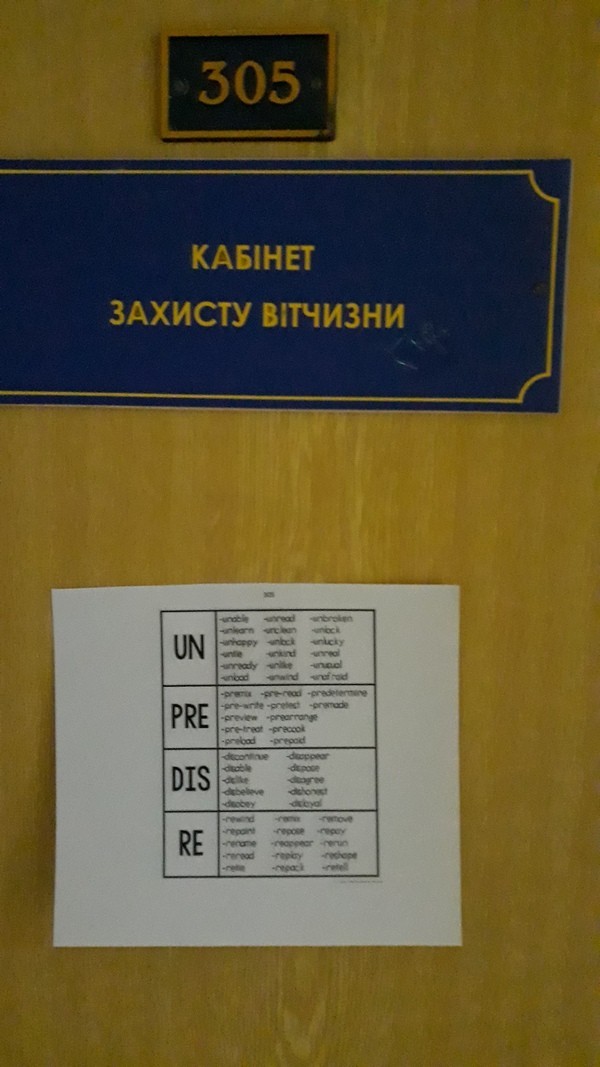 305
КАБІНЕТ
ЗАХИСТУ ВІТЧИЗНИ
305
UN
-unable -unread -unbroken
-unlearn -unclean -unlock
-unhappy -unlock -unlucky
-untie -unkind -unreal
-unready -unlike -unusual
-unload -unwind -unafraid
PRE
-premix -pre-read -predetermine
-pre-write -pretest -premade
-preview -prearrange
-pre-treat -precook
-preload -prepaid
DIS
-discontinue -disappear
-disable -dispose
-dislike -disagree
-disbelieve -dishonest
-disobey -disloyal
RE
-rewind -remix -remove
-repaint -repose -repay
-rename -reappear -rerun
-reread -replay -reshape
-retie -repack -retell